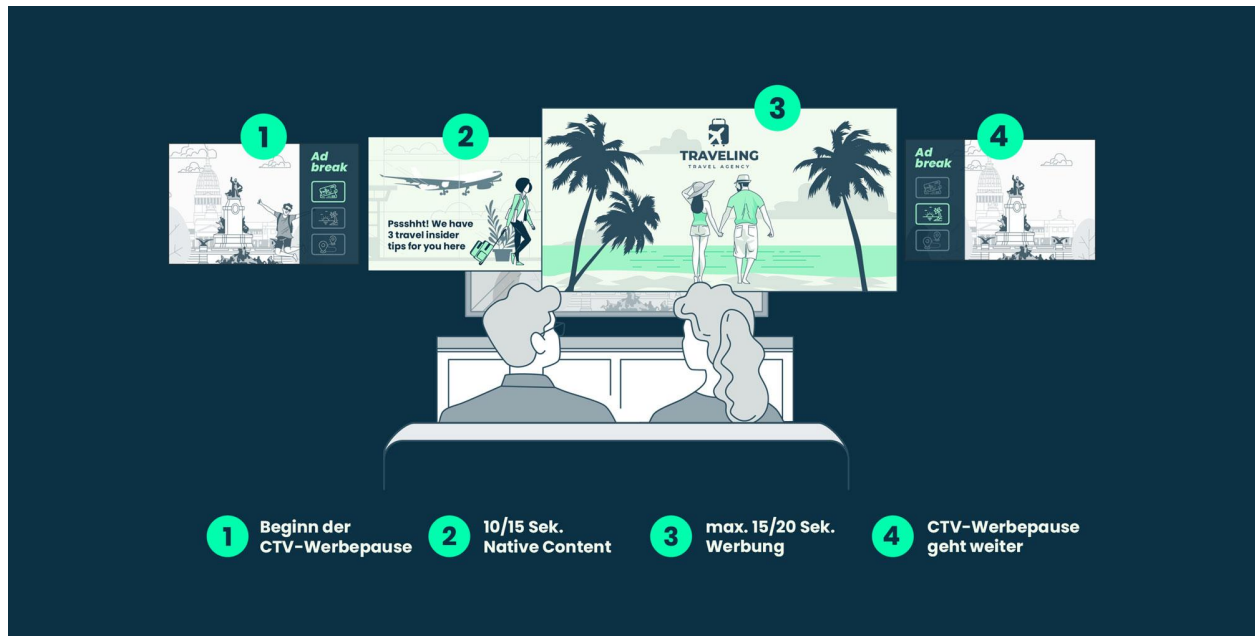 1
Ad
break
2
Pssshht! We have
3 travel insider
tips for you here
3
TRAVELING
TRAVEL AGENCY
4
Ad
break
1
Beginn der
CTV-Werbepause
2
10/15 Sek.
Native Content
3
max. 15/20 Sek.
Werbung
4
CTV-Werbepause
geht weiter